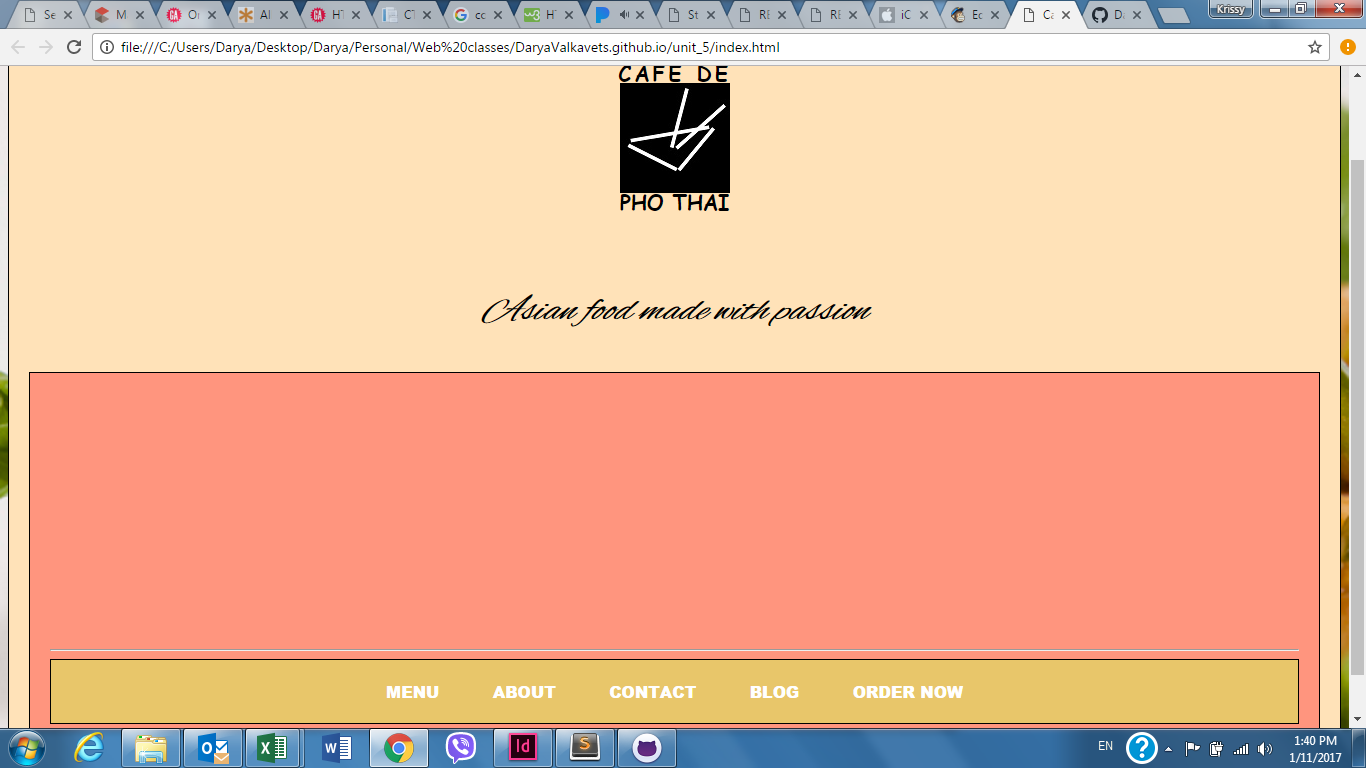 Se
M
Or
Al
HT
CT
cc
HT
St
RE
RE
iC
Ec
Ca
Da
Krissy
file:///C:/Users/Darya/Desktop/Darya/Personal/Web%20classes/DaryaValkavets.github.io/unit_5/index.html
CAFE DE
PHO THAI
Asian food made with passion
MENU ABOUT CONTACT BLOG ORDER NOW
EN
1:40 PM
1/11/2017